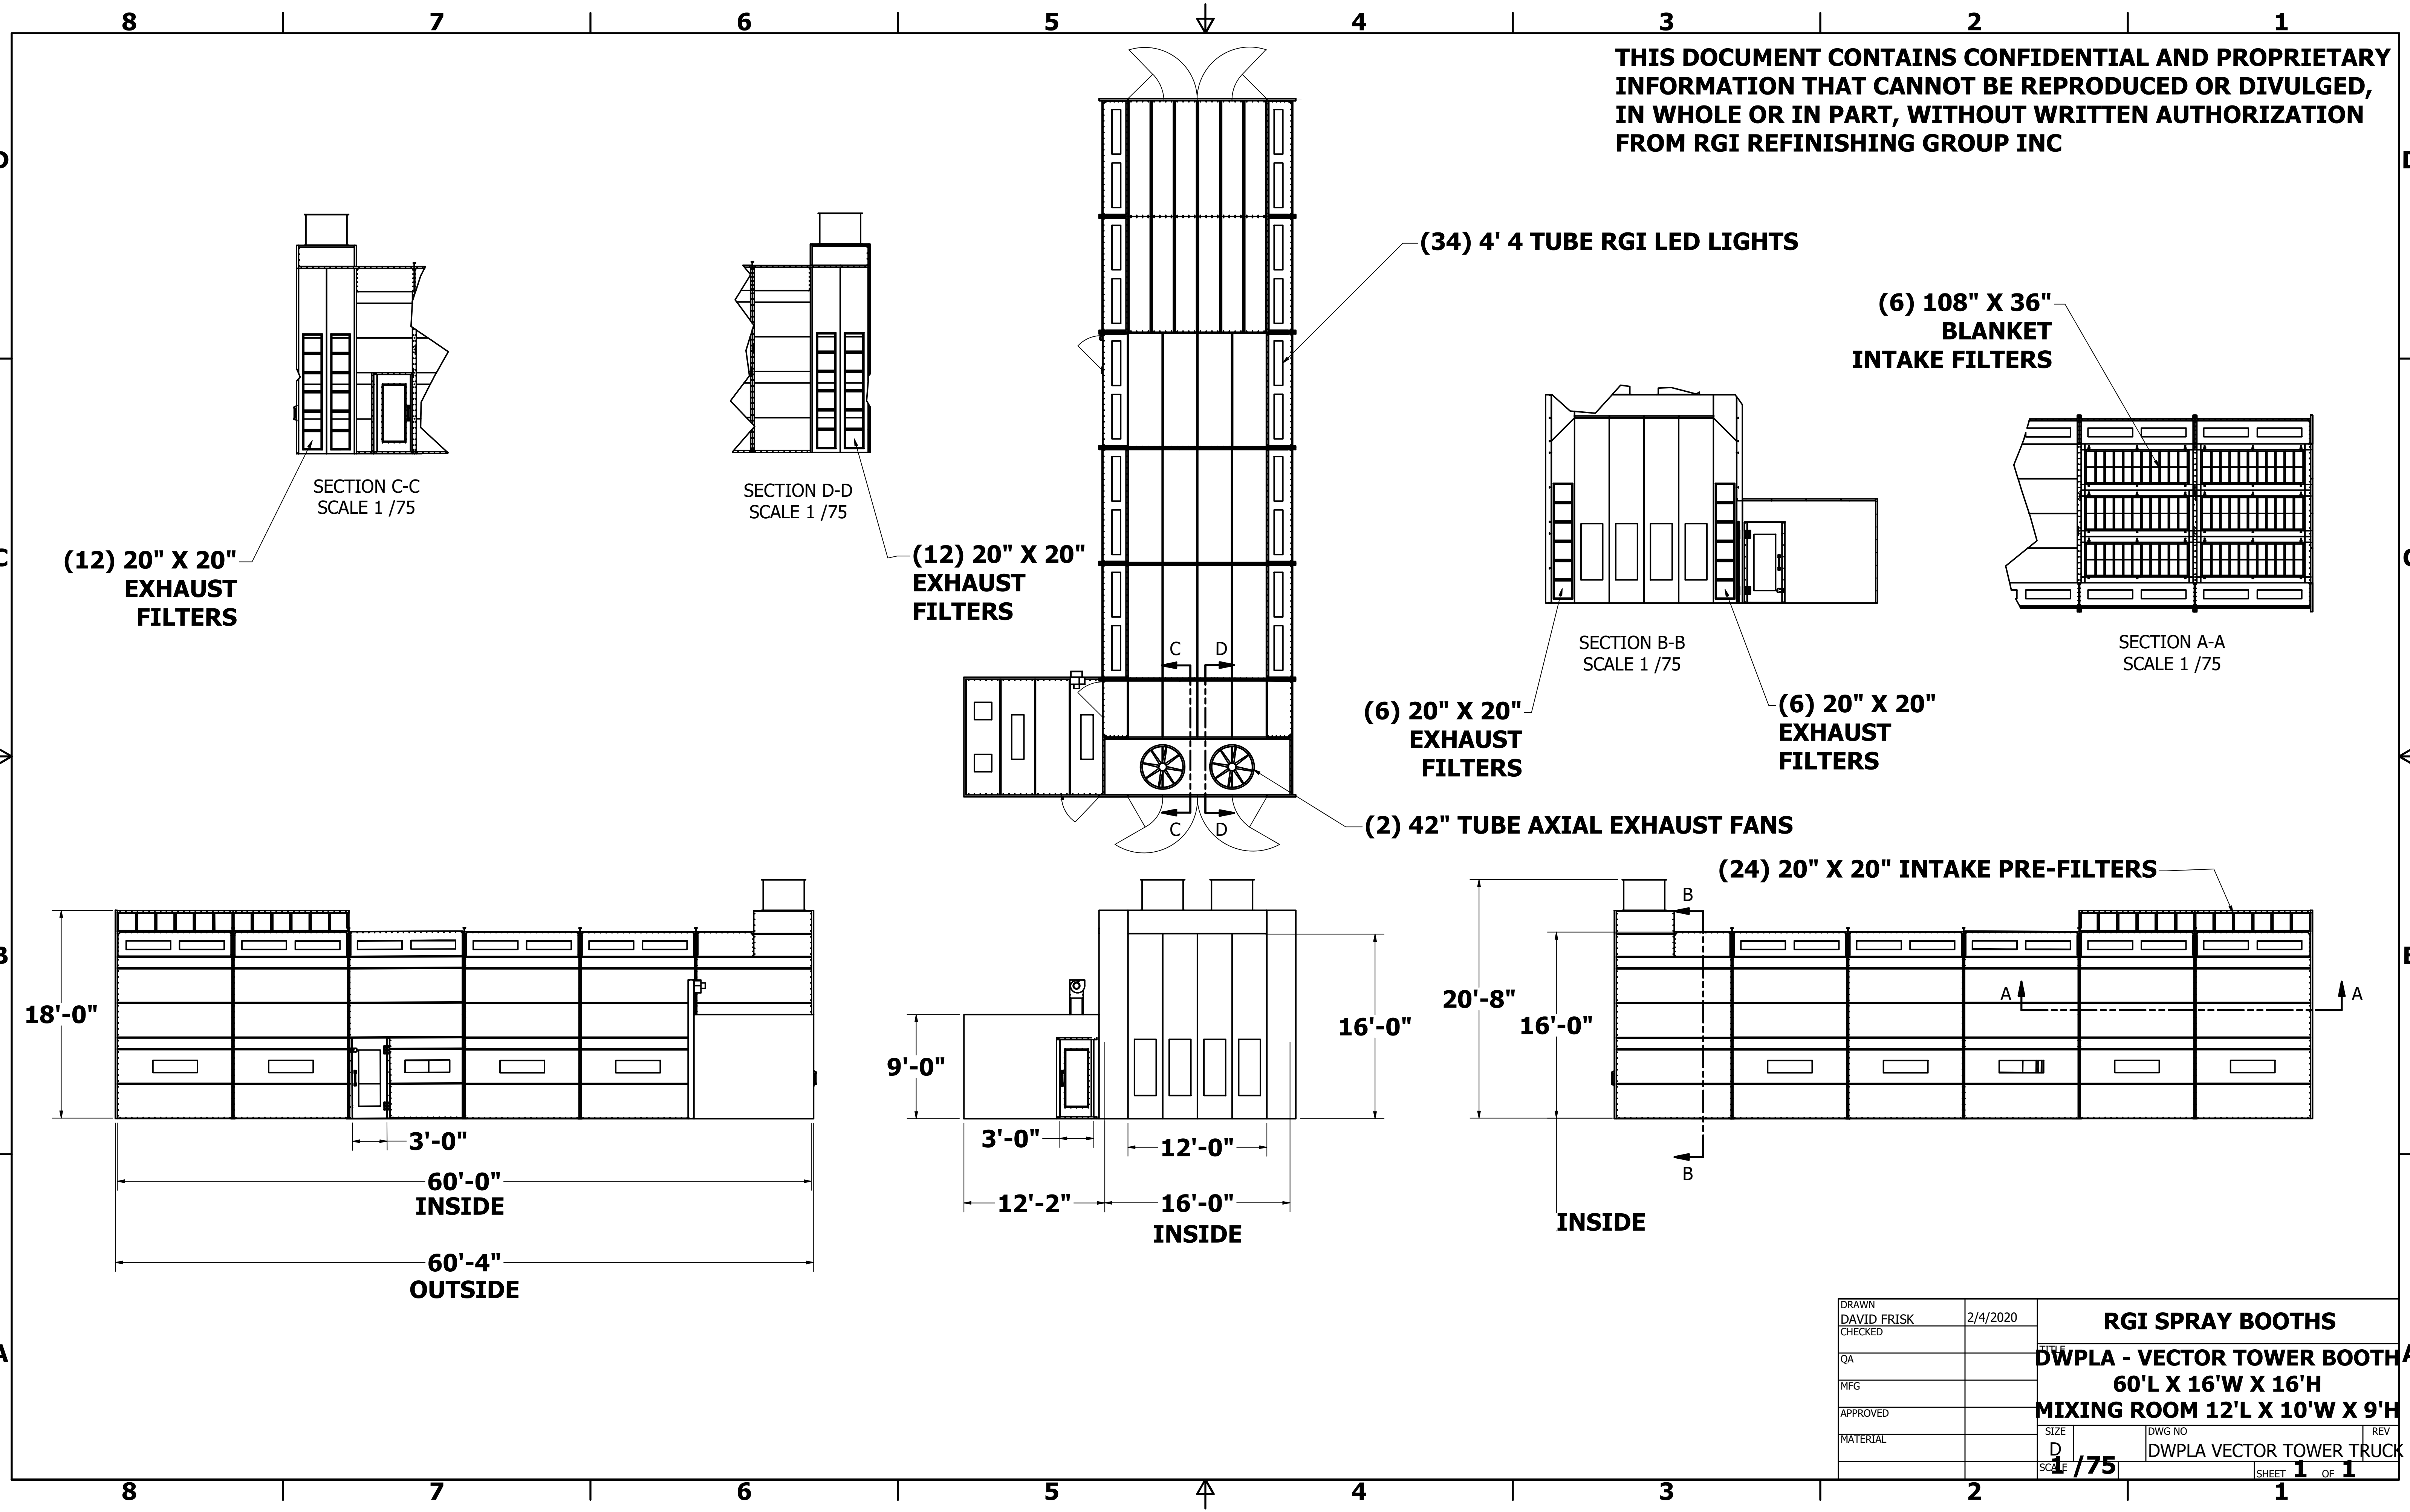 8 7 6 5 4 3 2 1
THIS DOCUMENT CONTAINS CONFIDENTIAL AND PROPRIETARY
INFORMATION THAT CANNOT BE REPRODUCED OR DIVULGED,
IN WHOLE OR IN PART, WITHOUT WRITTEN AUTHORIZATION
FROM RGI REFINISHING GROUP INC
D
D
(34) 4' 4 TUBE RGI LED LIGHTS
(6) 108" X 36"
BLANKET
INTAKE FILTERS
SECTION C-C
SCALE 1 /75
SECTION D-D
SCALE 1 /75
(12) 20" X 20"
EXHAUST
FILTERS
(12) 20" X 20"
EXHAUST
FILTERS
C
C
SECTION B-B
SCALE 1 /75
SECTION A-A
SCALE 1 /75
C D
(6) 20" X 20"
EXHAUST
FILTERS
(6) 20" X 20"
EXHAUST
FILTERS
C D
(2) 42" TUBE AXIAL EXHAUST FANS
(24) 20" X 20" INTAKE PRE-FILTERS
B
B
18'-0"
3'-0"
60'-0"
INSIDE
60'-4"
OUTSIDE
9'-0"
16'-0"
3'-0"
12'-0"
12'-2"
16'-0"
INSIDE
B
20'-8"
16'-0"
A A
B
INSIDE
A
A
DRAWN
DAVID FRISK
2/4/2020
CHECKED
QA
MFG
APPROVED
MATERIAL
RGI SPRAY BOOTHS
TITLE
DWPLA - VECTOR TOWER BOOTH
60'L X 16'W X 16'H
MIXING ROOM 12'L X 10'W X 9'H
SIZE
D
DWG NO
DWPLA VECTOR TOWER TRUCK
REV
SCALE
1 /75
SHEET 1 OF 1
8 7 6 5 4 3 2 1